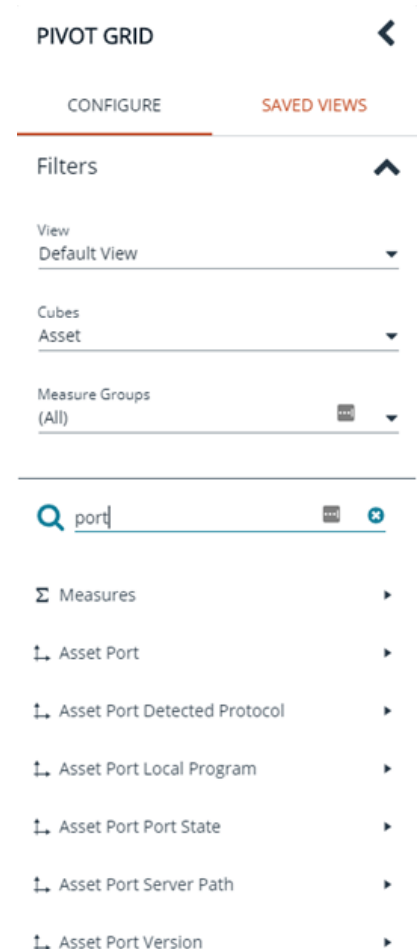 PIVOT GRID
CONFIGURE
SAVED VIEWS
Filters
View
Default View
Cubes
Asset
Measure Groups
(All)
port
Σ Measures
Asset Port
Asset Port Detected Protocol
Asset Port Local Program
Asset Port Port State
Asset Port Server Path
Asset Port Version